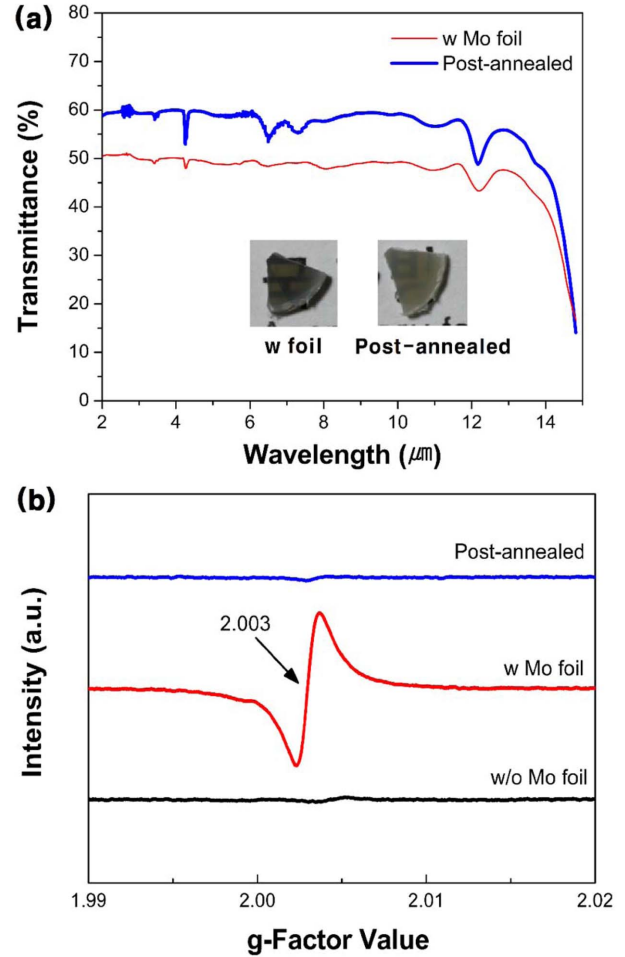 (a)
80
70
60
50
40
30
20
10
0
Transmittance (%)
w Mo foil
Post-annealed
w foil
Post-annealed
2
4
6
8
10
12
14
Wavelength (㎛)
(b)
Intensity (a.u.)
Post-annealed
2.003
w Mo foil
w/o Mo foil
1.99
2.00
2.01
2.02
g-Factor Value